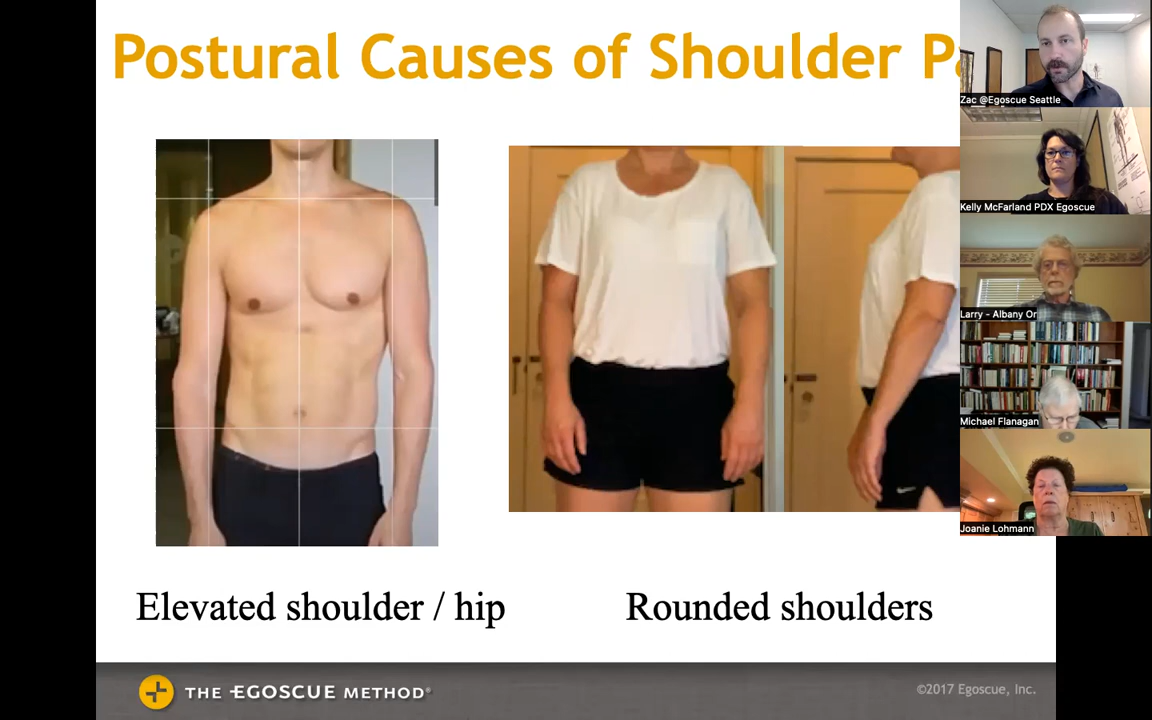 Postural Causes of Shoulder
Zac @Egoscue Seattle
Kelly McFarland PDX Egoscue
Larry - Albany Or
Michael Flanagan
Joanie Lohmann
Elevated shoulder / hip
Rounded shoulders
THE EGOSCUE METHOD®
©2017 Egoscue, Inc.